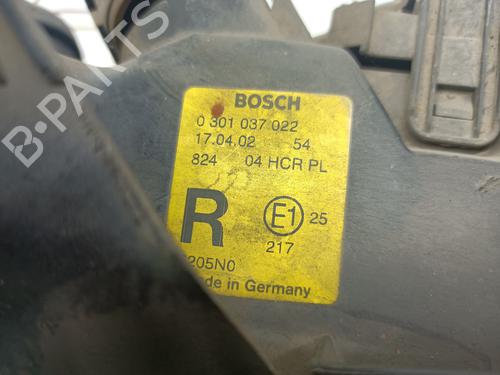 B-PARTS
BOSCH
0 301 037 022
17.04.02 54
824 04 HCR PL
R E1 25
217
205N0
de in Germany